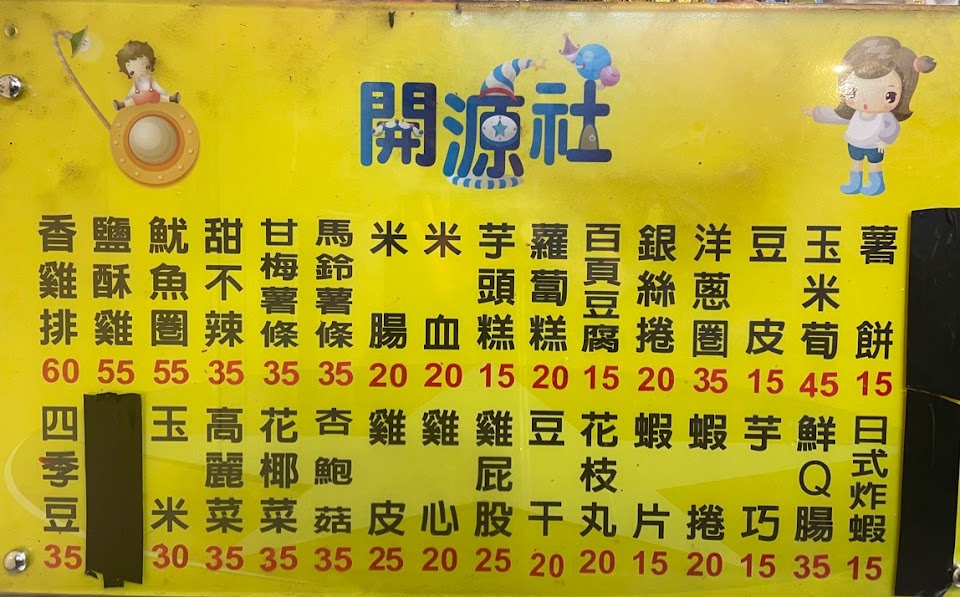 開源社
香雞排 60
鹽酥雞 55
魷魚圈 55
甜不辣 35
甘梅薯條 35
馬鈴薯條 35
米腸 20
米血 20
芋頭糕 15
蘿蔔糕 20
百頁豆腐 15
銀絲捲 20
洋蔥圈 35
豆皮 15
玉米荀 45
薯餅 15
四季豆 35
玉米 30
高麗菜 35
花椰菜 35
杏鮑菇 35
雞皮 25
雞心 20
雞屁股 25
豆干 20
花枝丸 20
蝦片 15
蝦捲 20
芋巧 15
鮮Q腸 35
日式炸蝦 15